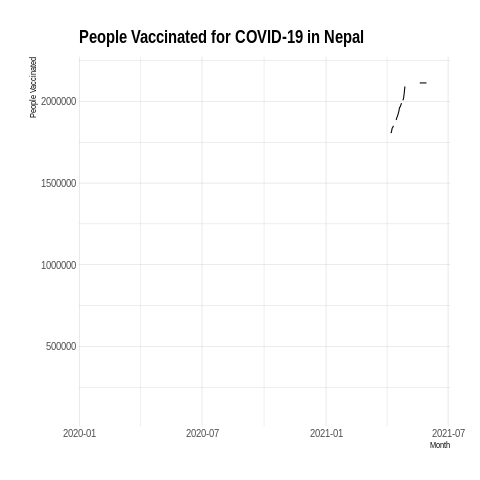 People Vaccinated for COVID-19 in Nepal
People Vaccinated
2000000
1500000
1000000
500000
2020-01 2020-07 2021-01 2021-07
Month